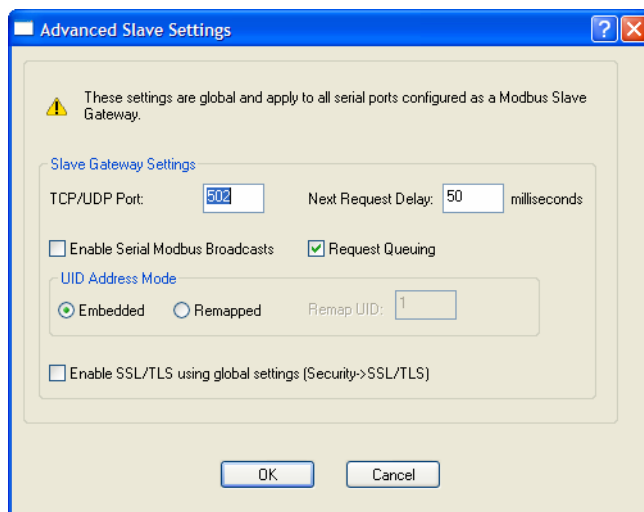 Advanced Slave Settings
These settings are global and apply to all serial ports configured as a Modbus Slave
Gateway.
Slave Gateway Settings
TCP/UDP Port: 502 Next Request Delay: 50 milliseconds
Enable Serial Modbus Broadcasts Request Queuing
UID Address Mode
Embedded Remapped Remap UID: 1
Enable SSL/TLS using global settings (Security->SSL/TLS)
OK Cancel